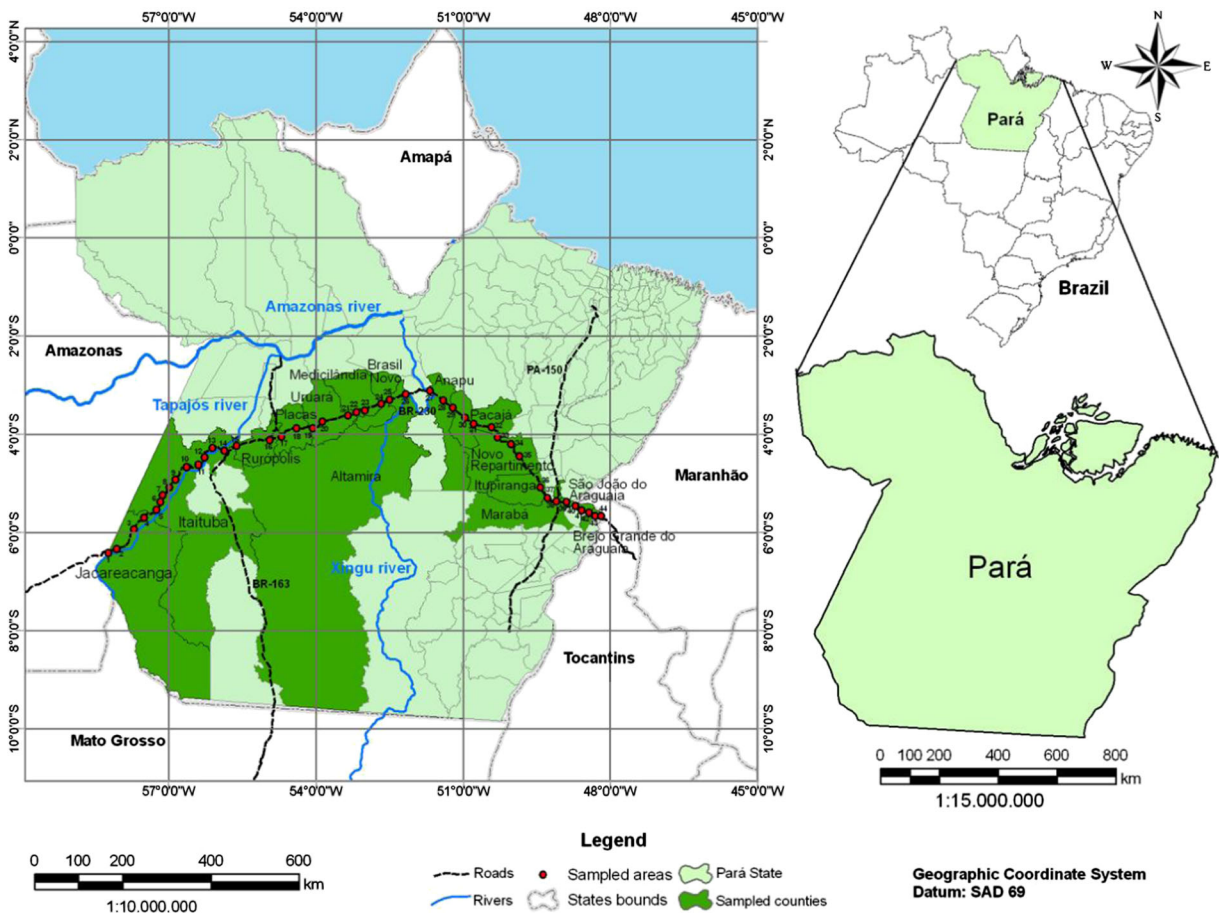 57°0'0"W 54°0'0"W 51°0'0"W 48°0'0"W 45°0'0"W
4°0'0"N
2°0'0"N
0°0'0"
2°0'0"S
4°0'0"S
6°0'0"S
8°0'0"S
10°0'0"S
Amapá
Amazonas river
Amazonas
Tapajós river
Medicilândia
Brasil
Novo
Uruará
Placas
Rurópolis
Anapu
BR-230
Pacajá
PA-150
Novo
Repartimento
Itupiranga
São João do
Araguaia
Marabá
Brejo Grande do
Araguaia
Altamira
Itaituba
Jacareacanga
BR-163
Xingu river
Maranhão
Tocantins
Mato Grosso
4°0'0"N
2°0'0"N
0°0'0"
2°0'0"S
4°0'0"S
6°0'0"S
8°0'0"S
10°0'0"S
57°0'0"W 54°0'0"W 51°0'0"W 48°0'0"W 45°0'0"W
N
W E
S
Pará
Brazil
Pará
0 100 200 400 600 800
km
1:15.000.000
0 100 200 400 600
km
1:10.000.000
Legend
Roads Sampled areas Pará State
Rivers States bounds Sampled counties
Geographic Coordinate System
Datum: SAD 69